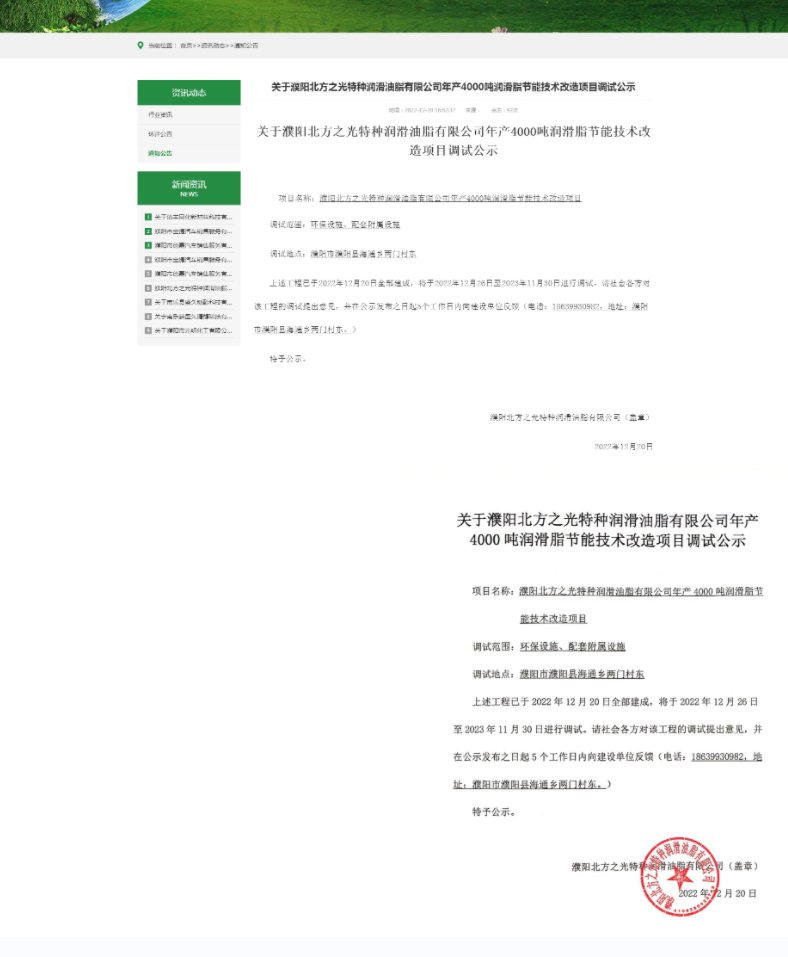 当前位置： 首页>>资讯动态>>通知公告
资讯动态
行业资讯
环评公告
通知公告
新闻资讯
NEWS
1
2
3
4
5
6
7
8
9
关于濮阳北方之光特种润滑油脂有限公司年产4000吨润滑脂节能技术改造项目调试公示
关于濮阳北方之光特种润滑油脂有限公司年产4000吨润滑脂节能技术改
造项目调试公示
项目名称：濮阳北方之光特种润滑油脂有限公司年产4000吨润滑脂节能技术改造项目
调试范围：环保设施、配套附属设施
调试地点：濮阳市濮阳县海通乡两门村东
上述工程已于2022年12月20日全部建成，将于2022年12月26日至2023年11月30日进行调试。请社会各方对
该工程的调试提出意见，并在公示发布之日起5个工作日内向建设单位反馈（电话：18639930982，地址：濮阳
市濮阳县海通乡两门村东。）
特予公示。
濮阳北方之光特种润滑油脂有限公司（盖章）
2022年12月20日
关于濮阳北方之光特种润滑油脂有限公司年产
4000 吨润滑脂节能技术改造项目调试公示
项目名称：濮阳北方之光特种润滑油脂有限公司年产 4000 吨润滑脂节
能技术改造项目
调试范围：环保设施、配套附属设施
调试地点：濮阳市濮阳县海通乡两门村东
上述工程已于 2022 年 12 月 20 日全部建成，将于 2022 年 12 月 26 日
至 2023 年 11 月 30 日进行调试。请社会各方对该工程的调试提出意见，并
在公示发布之日起 5 个工作日内向建设单位反馈（电话：18639930982，地
址：濮阳市濮阳县海通乡两门村东。）
特予公示。
濮阳北方之光特种润滑油脂有限公司（盖章）
2022 年 12 月 20 日
濮阳北方之光特种润滑油脂有限公司